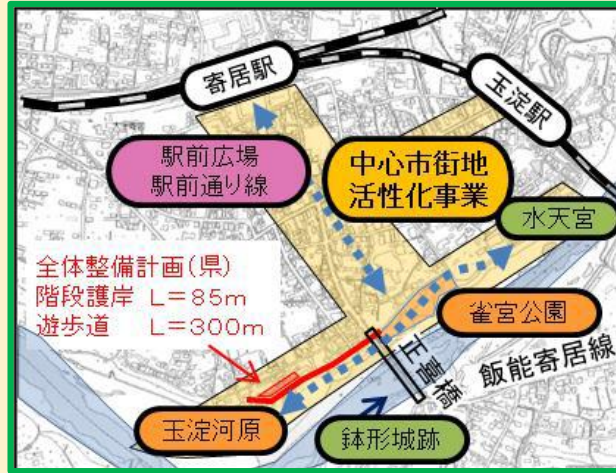 寄居駅
玉淀駅
駅前広場
駅前通り線
中心市街地
活性化事業
水天宮
全体整備計画(県)
階段護岸 L=85m
遊歩道 L=300m
雀宮公園
正喜橋
飯能寄居線
玉淀河原
鉢形城跡